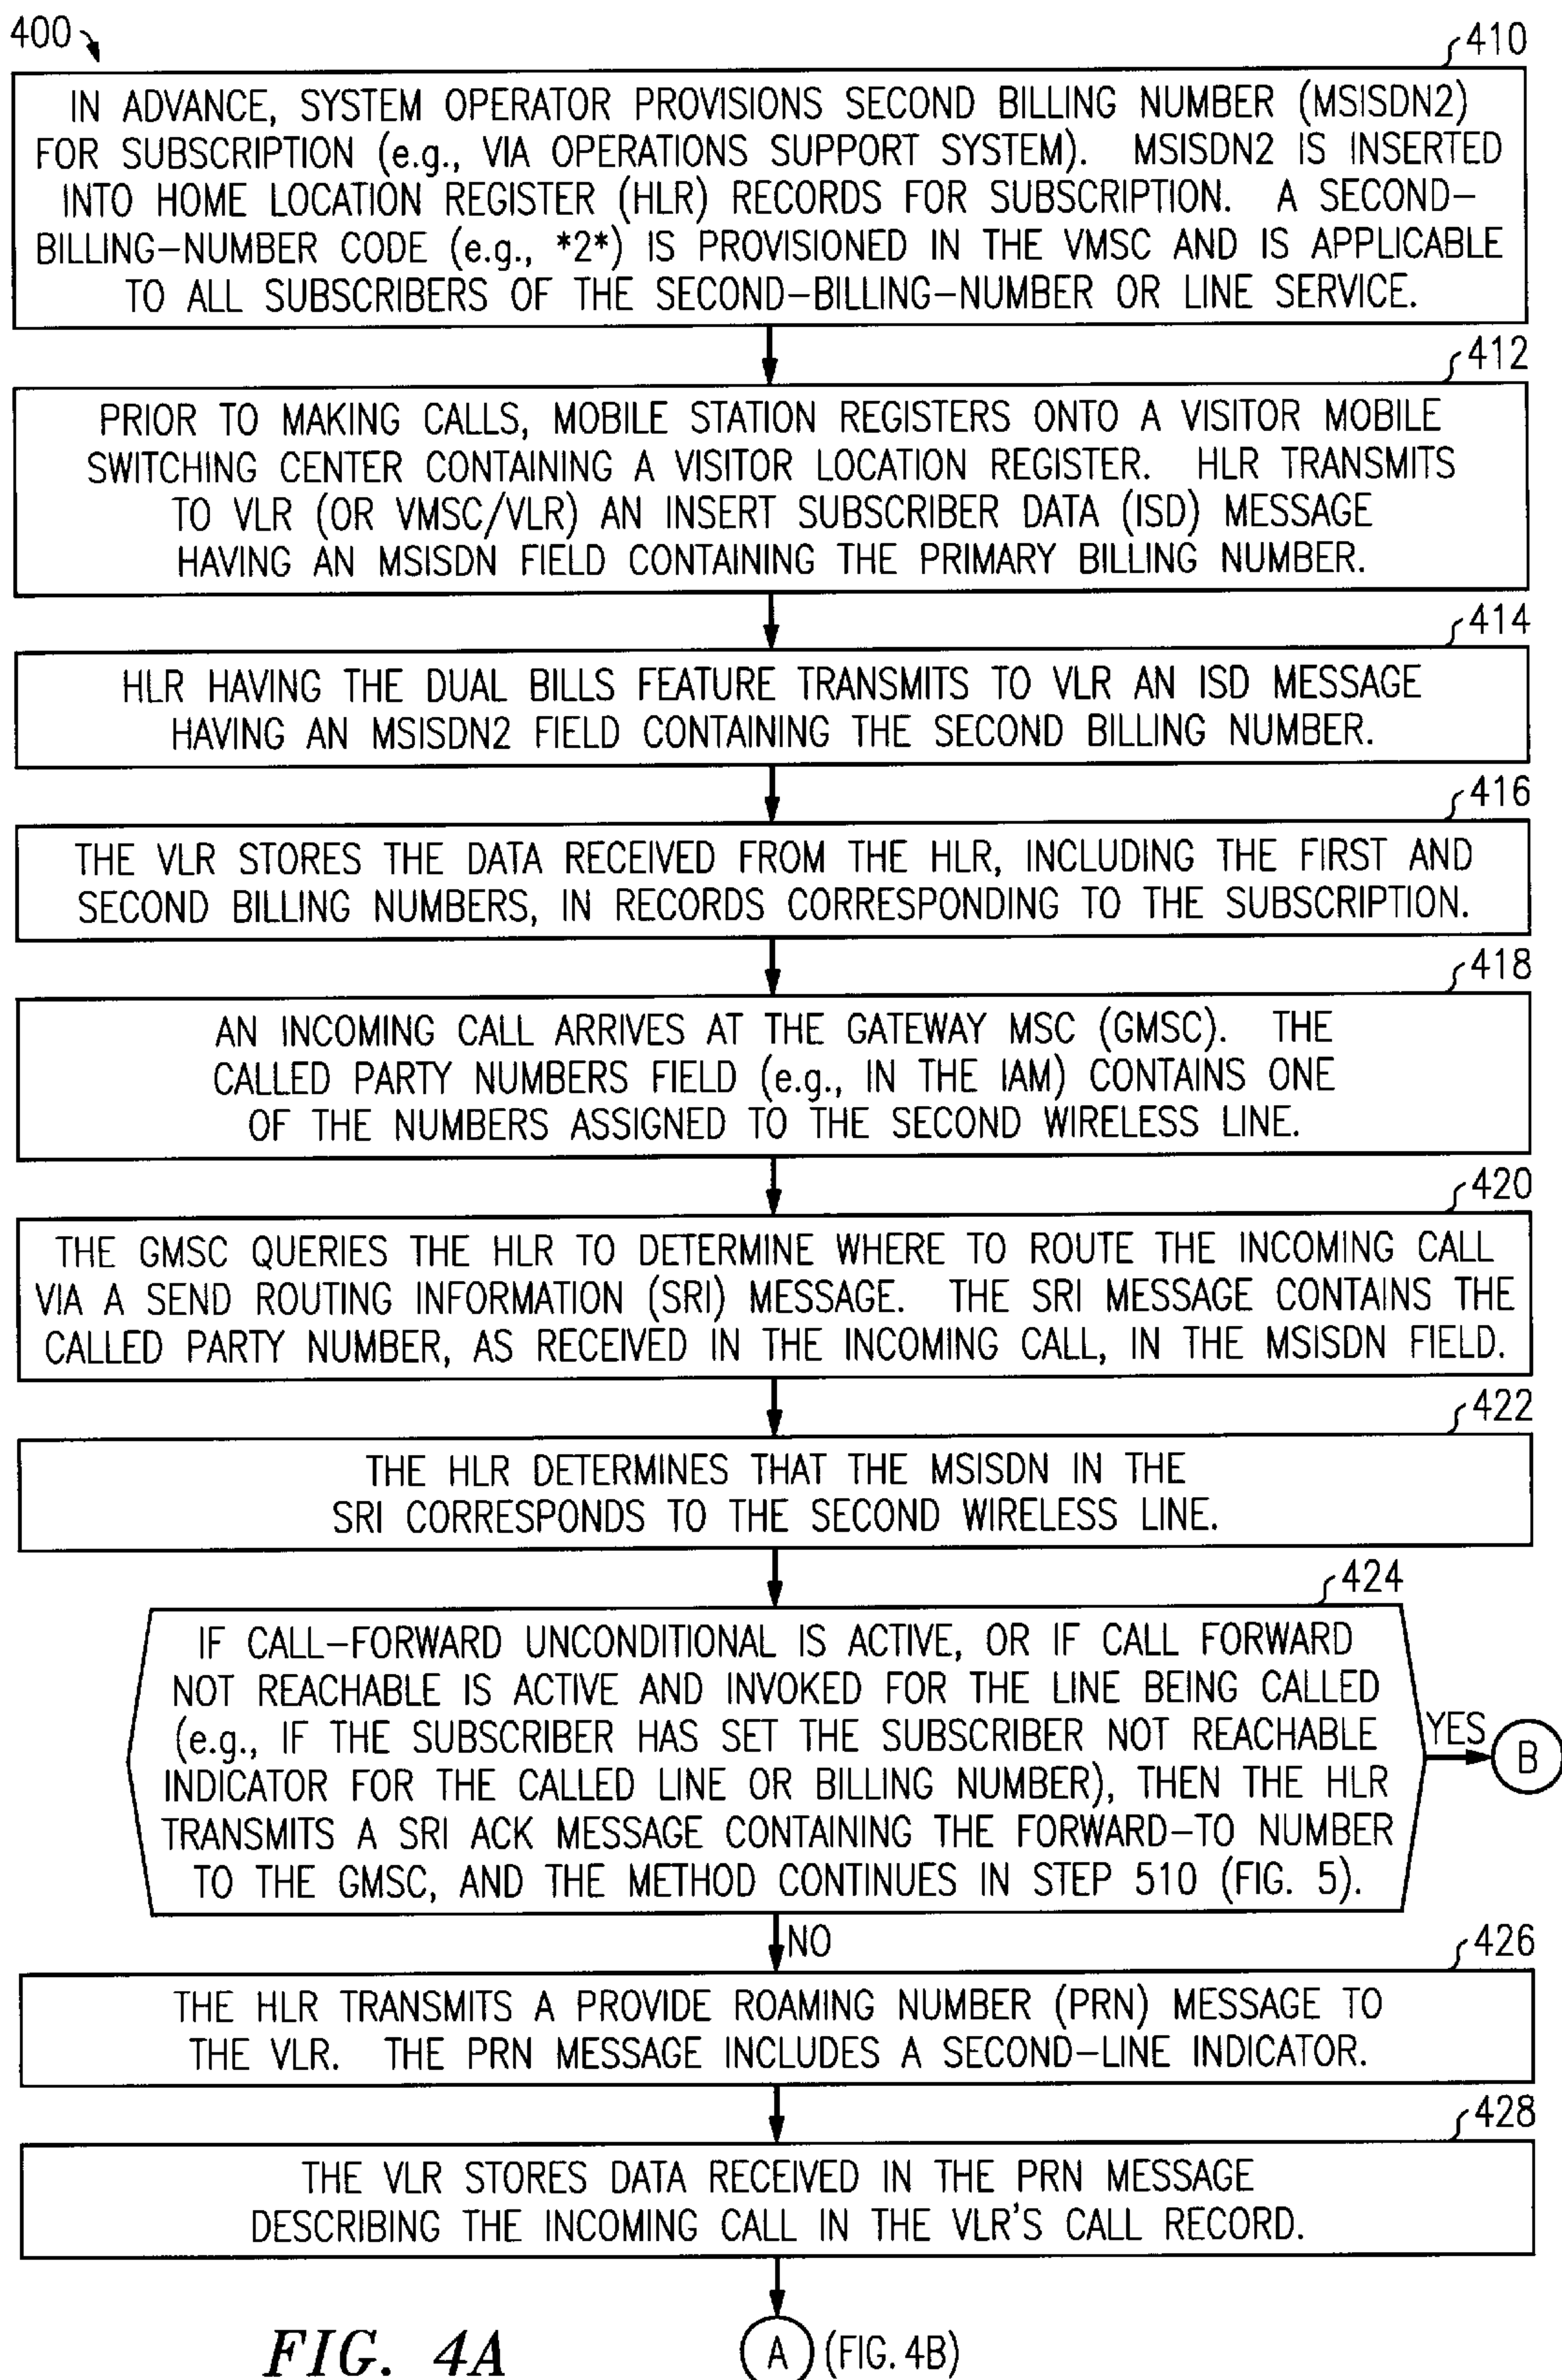 400
410
IN ADVANCE, SYSTEM OPERATOR PROVISIONS SECOND BILLING NUMBER (MSISDN2)
FOR SUBSCRIPTION (e.g., VIA OPERATIONS SUPPORT SYSTEM). MSISDN2 IS INSERTED
INTO HOME LOCATION REGISTER (HLR) RECORDS FOR SUBSCRIPTION. A SECOND-
BILLING-NUMBER CODE (e.g., *2*) IS PROVISIONED IN THE VMSC AND IS APPLICABLE
TO ALL SUBSCRIBERS OF THE SECOND-BILLING-NUMBER OR LINE SERVICE.
412
PRIOR TO MAKING CALLS, MOBILE STATION REGISTERS ONTO A VISITOR MOBILE
SWITCHING CENTER CONTAINING A VISITOR LOCATION REGISTER. HLR TRANSMITS
TO VLR (OR VMSC/VLR) AN INSERT SUBSCRIBER DATA (ISD) MESSAGE
HAVING AN MSISDN FIELD CONTAINING THE PRIMARY BILLING NUMBER.
414
HLR HAVING THE DUAL BILLS FEATURE TRANSMITS TO VLR AN ISD MESSAGE
HAVING AN MSISDN2 FIELD CONTAINING THE SECOND BILLING NUMBER.
416
THE VLR STORES THE DATA RECEIVED FROM THE HLR, INCLUDING THE FIRST AND
SECOND BILLING NUMBERS, IN RECORDS CORRESPONDING TO THE SUBSCRIPTION.
418
AN INCOMING CALL ARRIVES AT THE GATEWAY MSC (GMSC). THE
CALLED PARTY NUMBERS FIELD (e.g., IN THE IAM) CONTAINS ONE
OF THE NUMBERS ASSIGNED TO THE SECOND WIRELESS LINE.
420
THE GMSC QUERIES THE HLR TO DETERMINE WHERE TO ROUTE THE INCOMING CALL
VIA A SEND ROUTING INFORMATION (SRI) MESSAGE. THE SRI MESSAGE CONTAINS THE
CALLED PARTY NUMBER, AS RECEIVED IN THE INCOMING CALL, IN THE MSISDN FIELD.
422
THE HLR DETERMINES THAT THE MSISDN IN THE
SRI CORRESPONDS TO THE SECOND WIRELESS LINE.
424
IF CALL-FORWARD UNCONDITIONAL IS ACTIVE, OR IF CALL FORWARD
NOT REACHABLE IS ACTIVE AND INVOKED FOR THE LINE BEING CALLED
(e.g., IF THE SUBSCRIBER HAS SET THE SUBSCRIBER NOT REACHABLE
INDICATOR FOR THE CALLED LINE OR BILLING NUMBER), THEN THE HLR
TRANSMITS A SRI ACK MESSAGE CONTAINING THE FORWARD-TO NUMBER
TO THE GMSC, AND THE METHOD CONTINUES IN STEP 510 (FIG. 5).
YES
B
NO
426
THE HLR TRANSMITS A PROVIDE ROAMING NUMBER (PRN) MESSAGE TO
THE VLR. THE PRN MESSAGE INCLUDES A SECOND-LINE INDICATOR.
428
THE VLR STORES DATA RECEIVED IN THE PRN MESSAGE
DESCRIBING THE INCOMING CALL IN THE VLR'S CALL RECORD.
FIG. 4A
A (FIG. 4B)